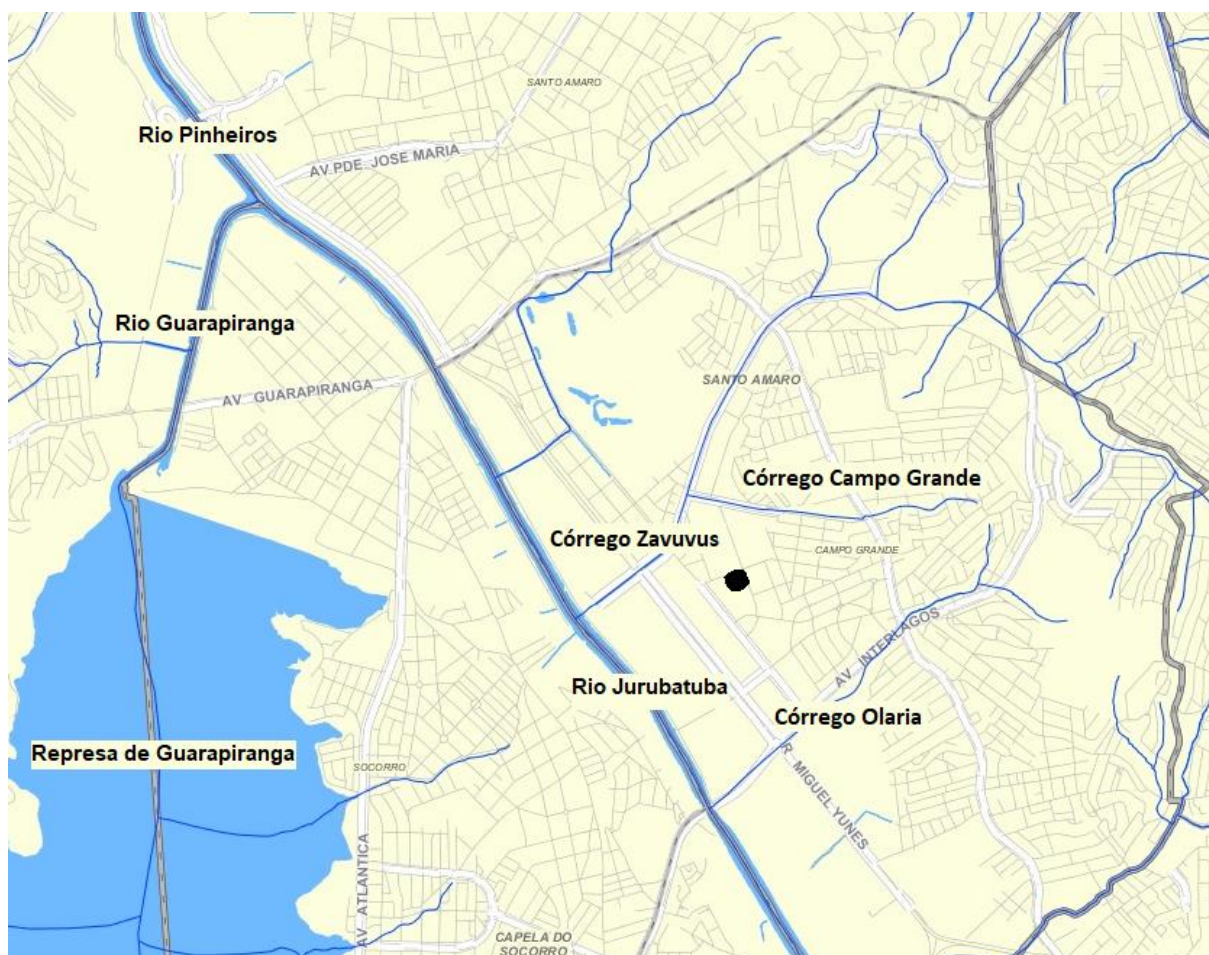 SANTO AMARO
Rio Pinheiros
AV PDE JOSE MARIA
Rio Guarapiranga
AV GUARAPIRANGA
SANTO AMARO
Córrego Campo Grande
Córrego Zavuvus
CAMPO GRANDE
AV INTERLAGOS
Rio Jurubatuba
Córrego Olaria
Represa de Guarapiranga
SOCORRO
R. MIGUEL YUNES
AV ATLANTICA
CAPELA DO
SOCORRO